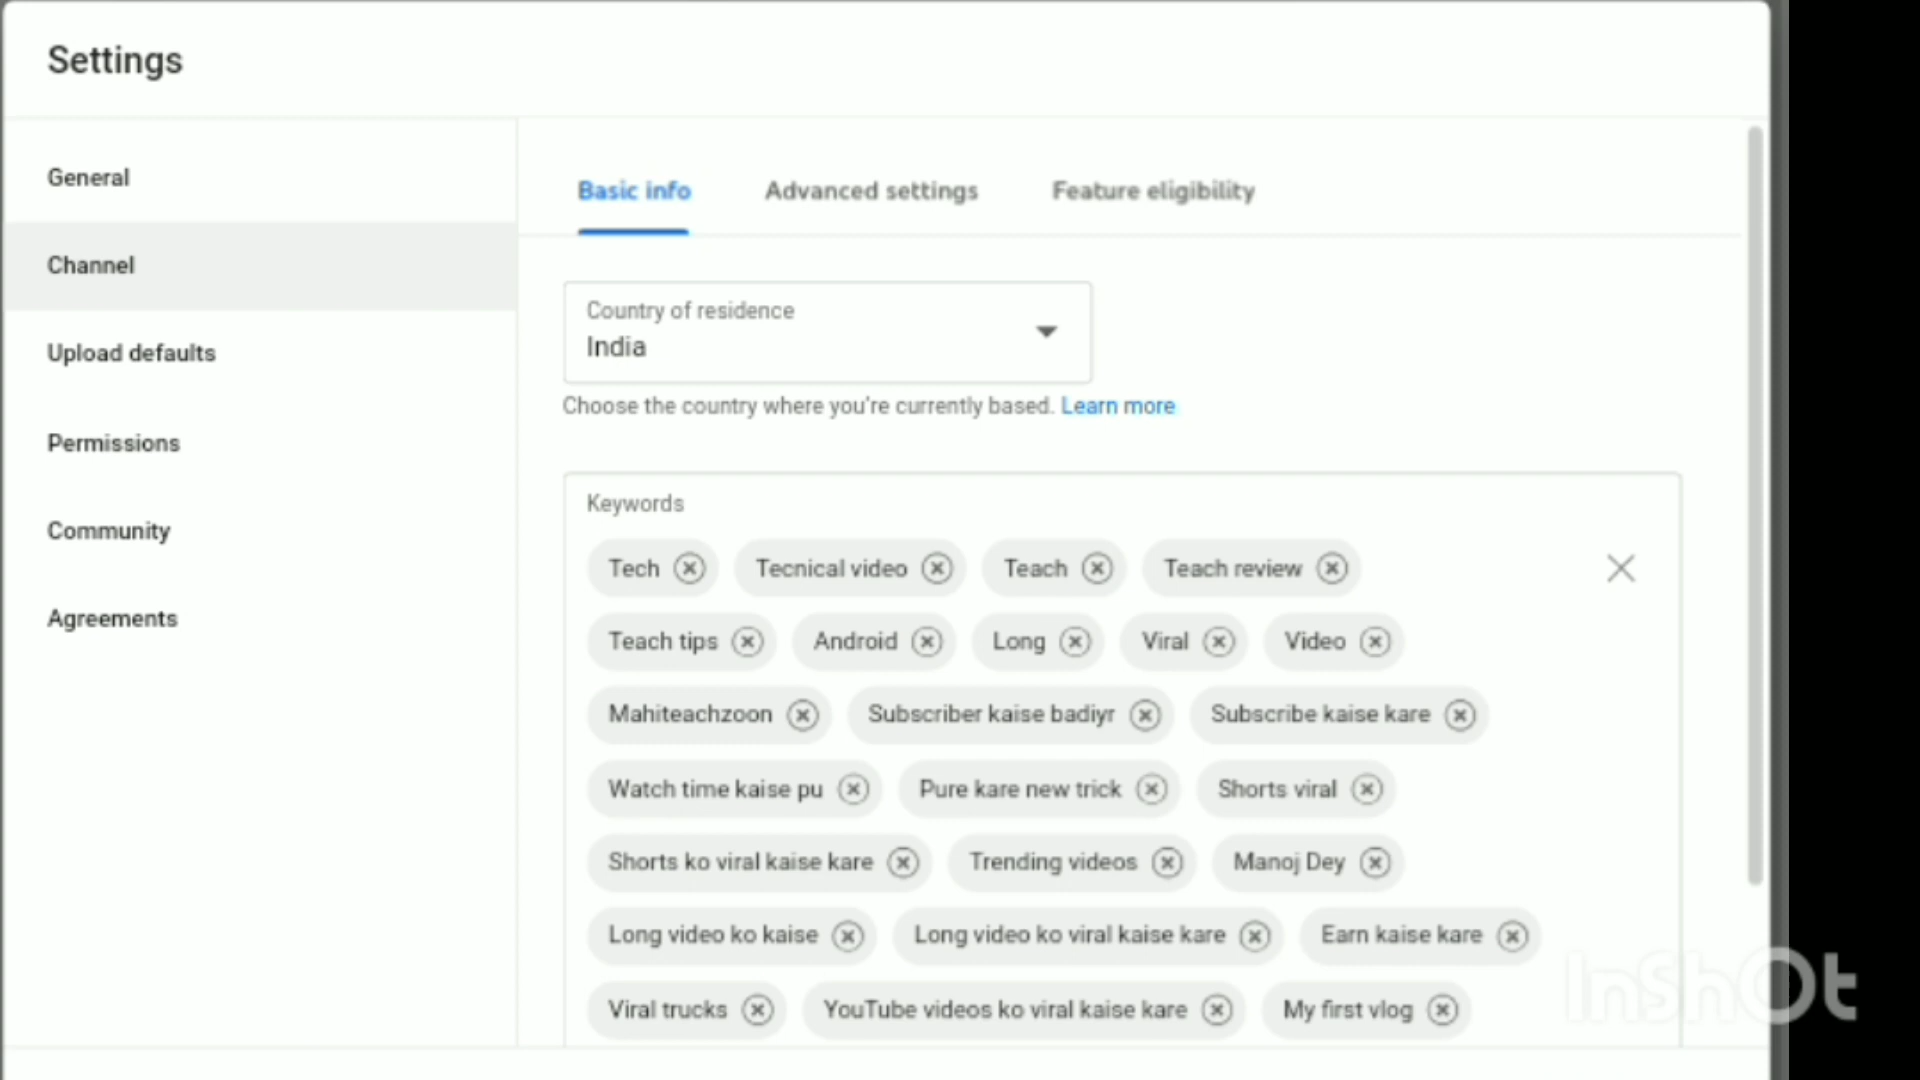 Settings
General
Channel
Upload defaults
Permissions
Community
Agreements
Basic info Advanced settings Feature eligibility
Country of residence
India
Choose the country where you're currently based. Learn more
Keywords
Tech Tecnical video Teach Teach review
Teach tips Android Long Viral Video
Mahiteachzoon Subscriber kaise badiyr Subscribe kaise kare
Watch time kaise pu Pure kare new trick Shorts viral
Shorts ko viral kaise kare Trending videos Manoj Dey
Long video ko kaise Long video ko viral kaise kare Earn kaise kare
Viral trucks YouTube videos ko viral kaise kare My first vlog
InShOt